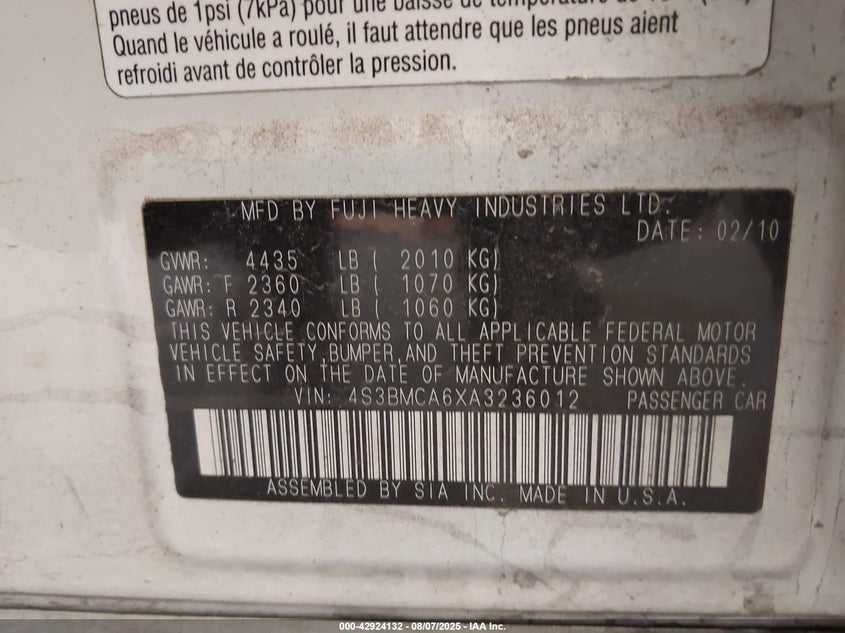 pneus de 1psi (7kPa) pour une baisse de température de
Quand le véhicule a roulé, il faut attendre que les pneus aient
refroidi avant de contrôler la pression.
MFD BY FUJI HEAVY INDUSTRIES LTD.
DATE: 02/10
GVWR: 4435 LB ( 2010 KG)
GAWR: F 2360 LB ( 1070 KG)
GAWR: R 2340 LB ( 1060 KG)
THIS VEHICLE CONFORMS TO ALL APPLICABLE FEDERAL MOTOR
VEHICLE SAFETY,BUMPER,AND THEFT PREVENTION STANDARDS
IN EFFECT ON THE DATE OF MANUFACTURE SHOWN ABOVE.
VIN: 4S3BMCA6XA3236012 PASSENGER CAR
ASSEMBLED BY SIA INC. MADE IN U.S.A.
000-42924132 - 08/07/2025 - IAA Inc.